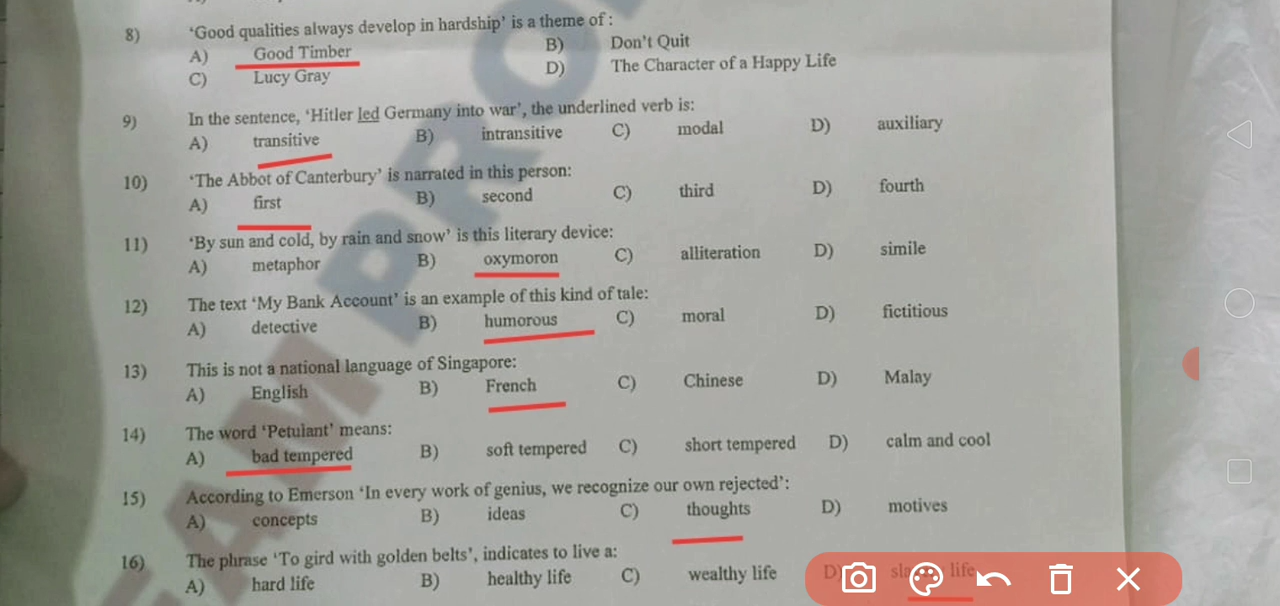 8) 'Good qualities always develop in hardship' is a theme of :
A) Good Timber B) Don't Quit
C) Lucy Gray D) The Character of a Happy Life
9) In the sentence, 'Hitler led Germany into war', the underlined verb is:
A) transitive B) intransitive C) modal D) auxiliary
10) 'The Abbot of Canterbury' is narrated in this person:
A) first B) second C) third D) fourth
11) 'By sun and cold, by rain and snow' is this literary device:
A) metaphor B) oxymoron C) alliteration D) simile
12) The text 'My Bank Account' is an example of this kind of tale:
A) detective B) humorous C) moral D) fictitious
13) This is not a national language of Singapore:
A) English B) French C) Chinese D) Malay
14) The word 'Petulant' means:
A) bad tempered B) soft tempered C) short tempered D) calm and cool
15) According to Emerson 'In every work of genius, we recognize our own rejected':
A) concepts B) ideas C) thoughts D) motives
16) The phrase 'To gird with golden belts', indicates to live a:
A) hard life B) healthy life C) wealthy life D) life